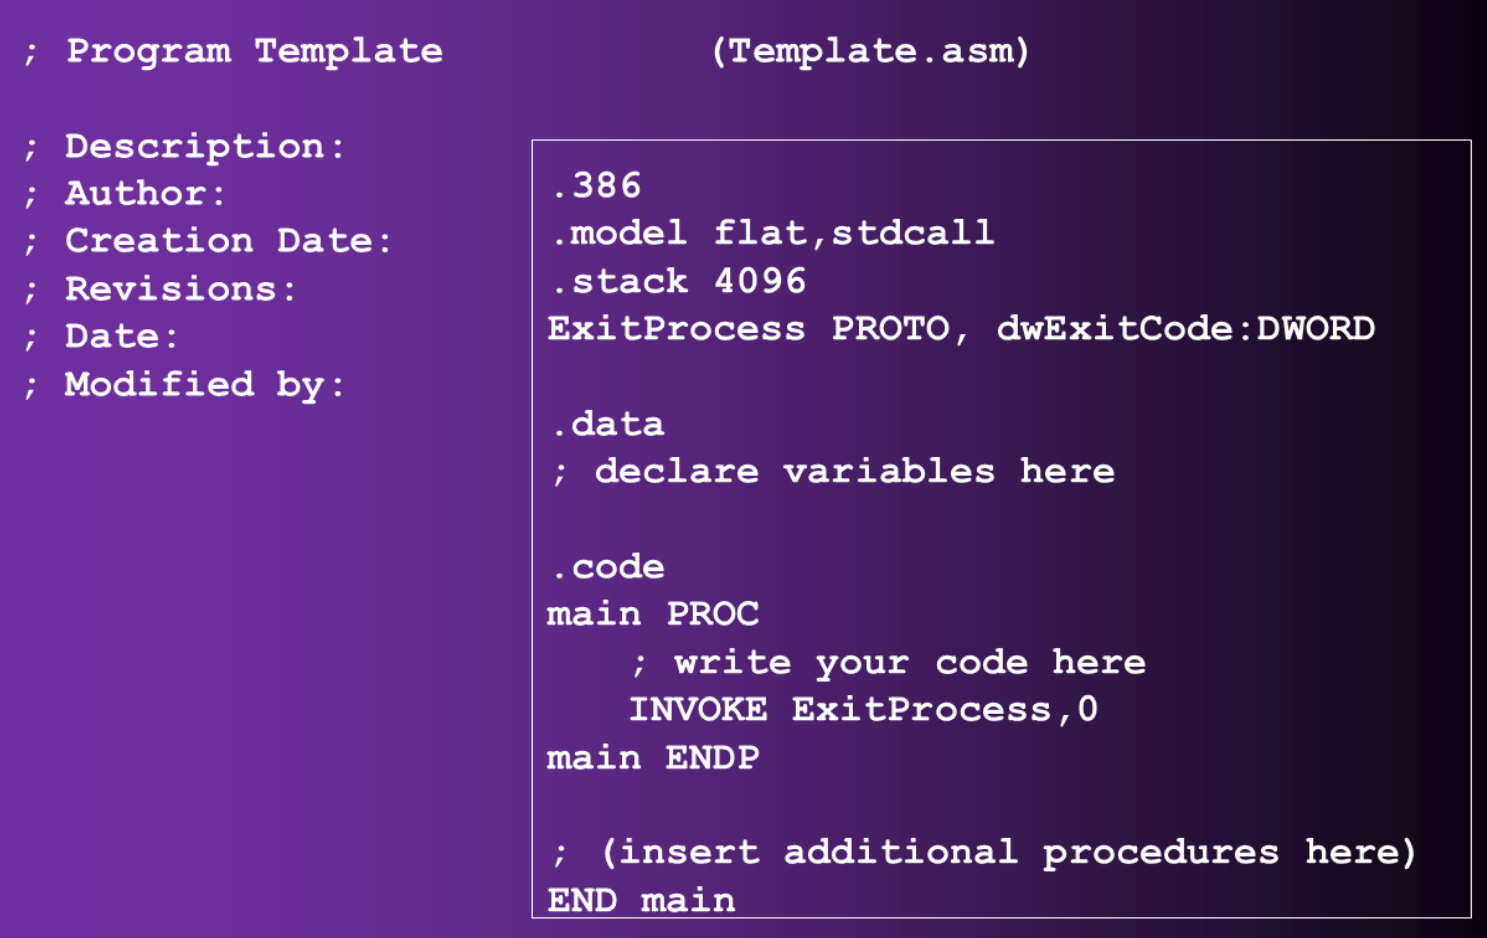 ; Program Template (Template.asm)
; Description:
; Author:
; Creation Date:
; Revisions:
; Date:
; Modified by:
.386
.model flat,stdcall
.stack 4096
ExitProcess PROTO, dwExitCode:DWORD
.data
; declare variables here
.code
main PROC
; write your code here
INVOKE ExitProcess,0
main ENDP
; (insert additional procedures here)
END main